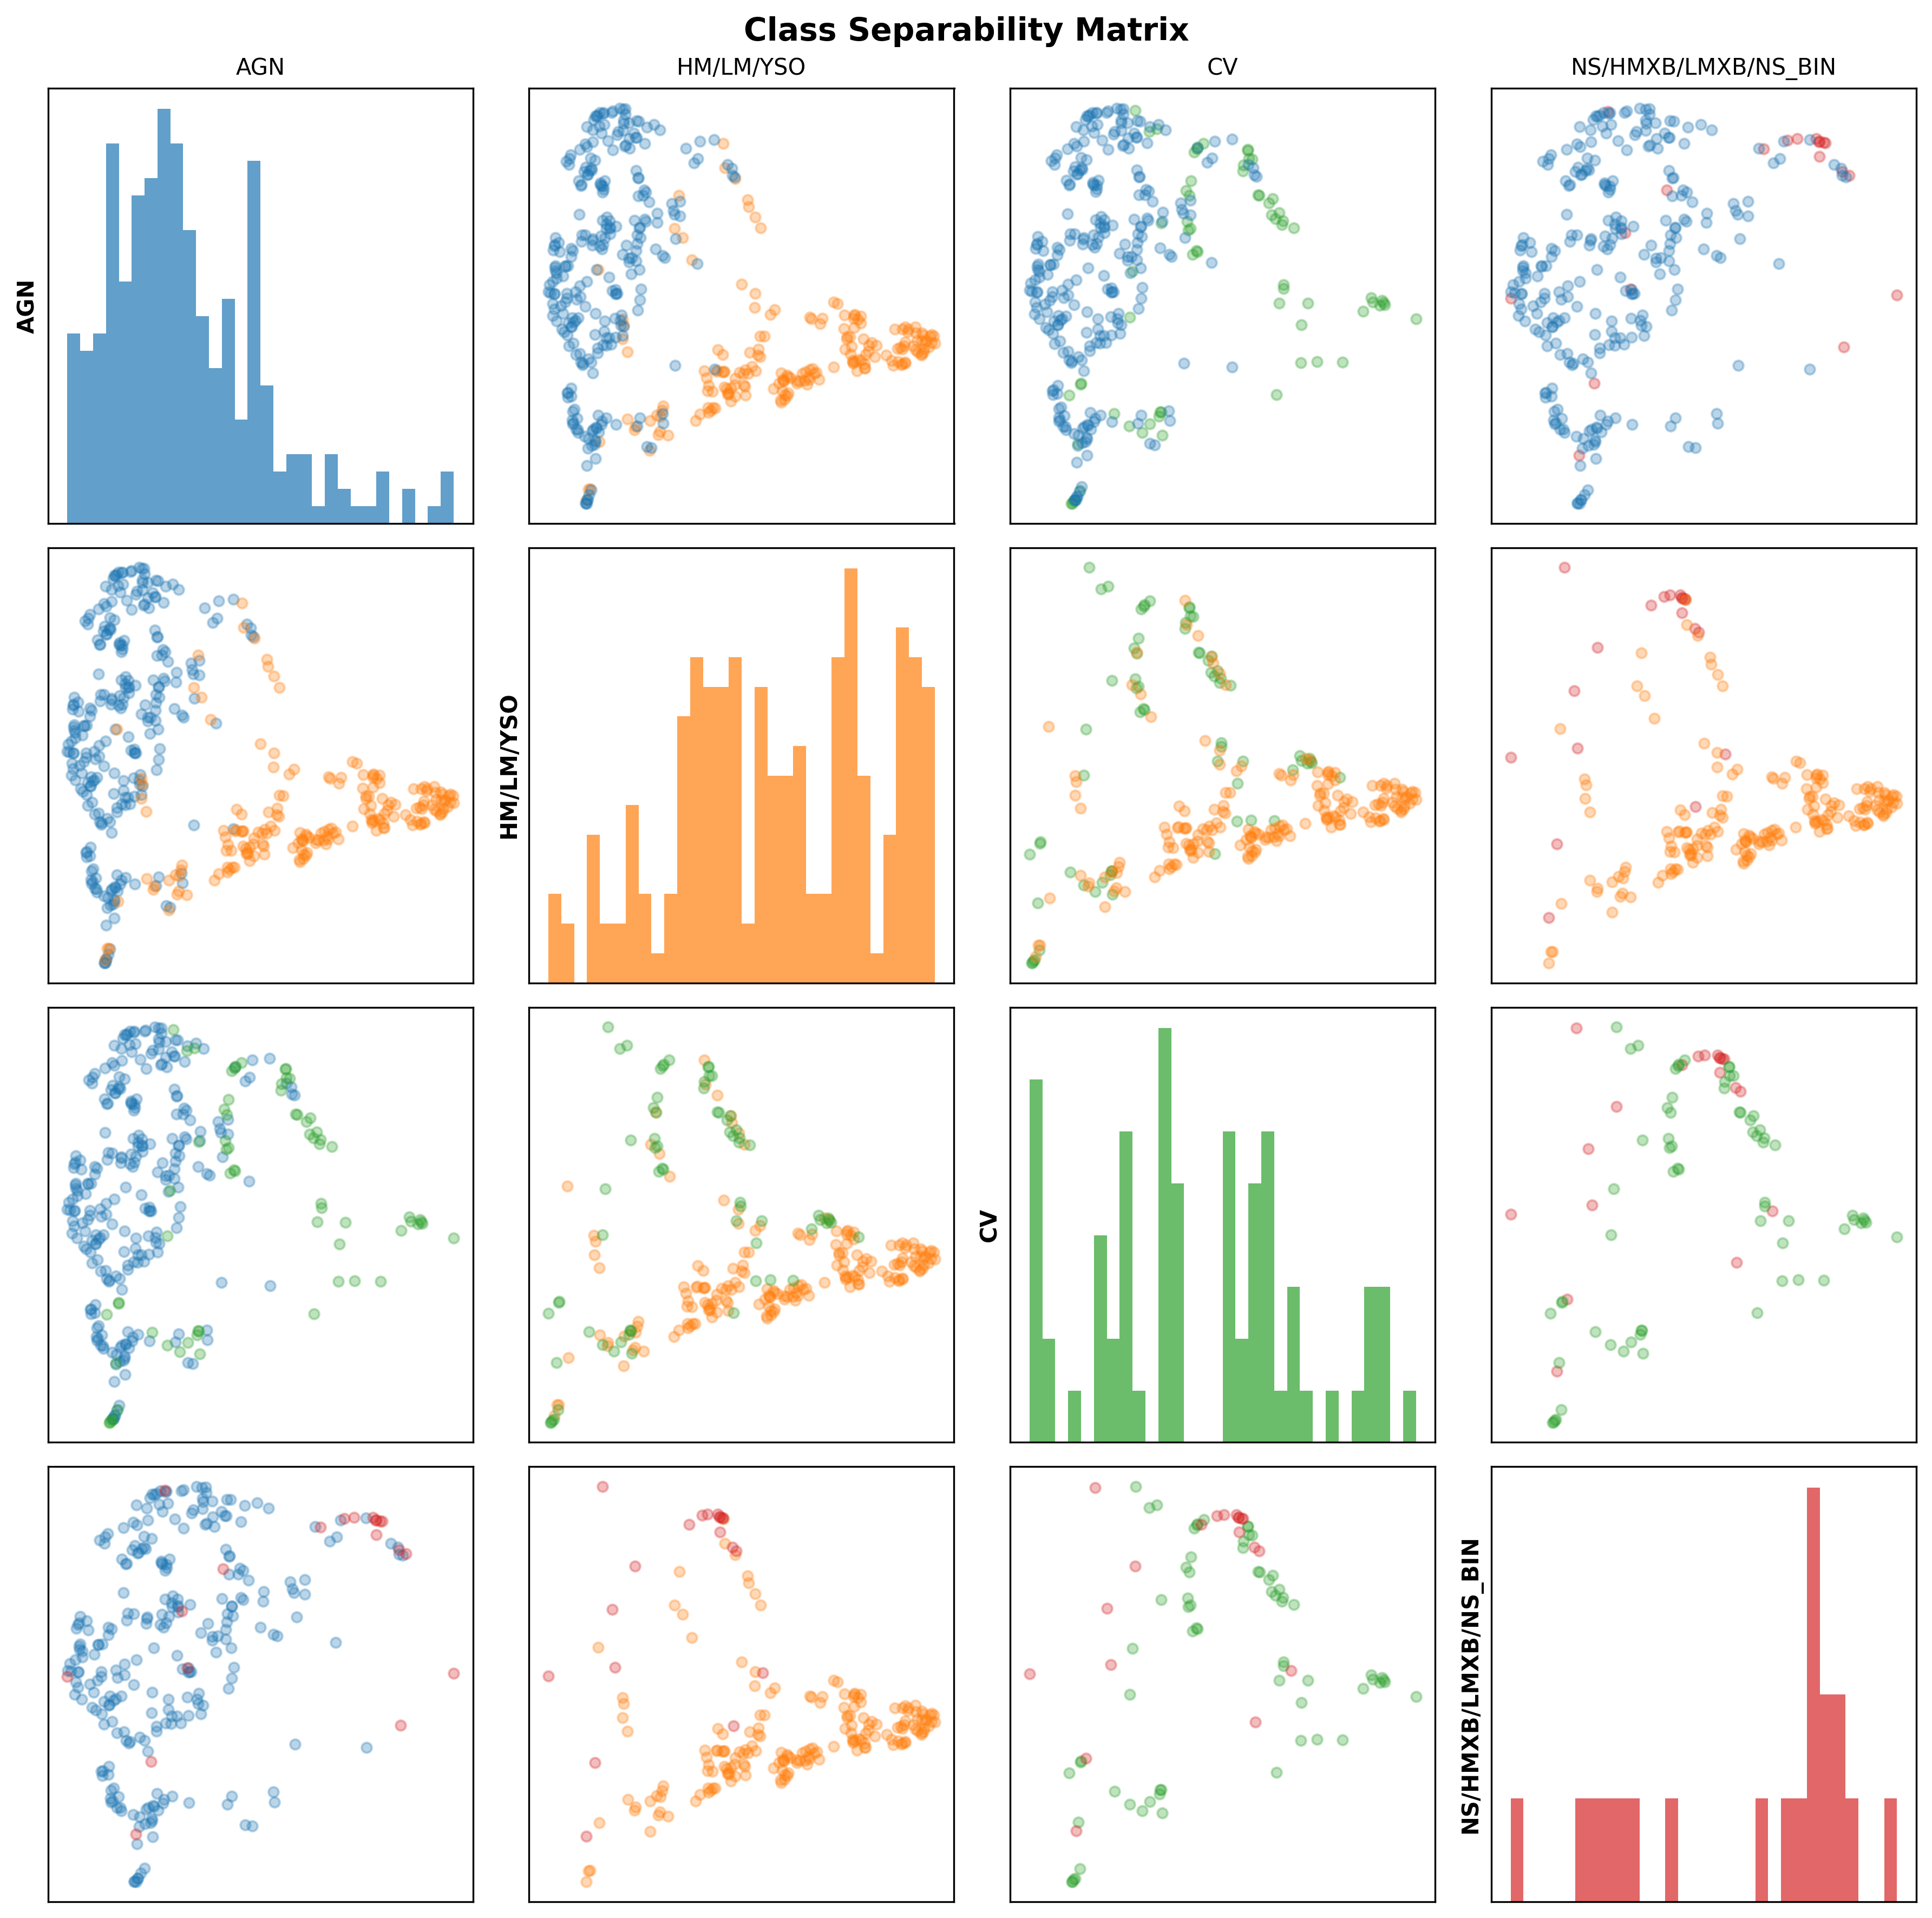 Class Separability Matrix
AGN
HM/LM/YSO
CV
NS/HMXB/LMXB/NS_BIN
AGN
HM/LM/YSO
CV
NS/HMXB/LMXB/NS_BIN